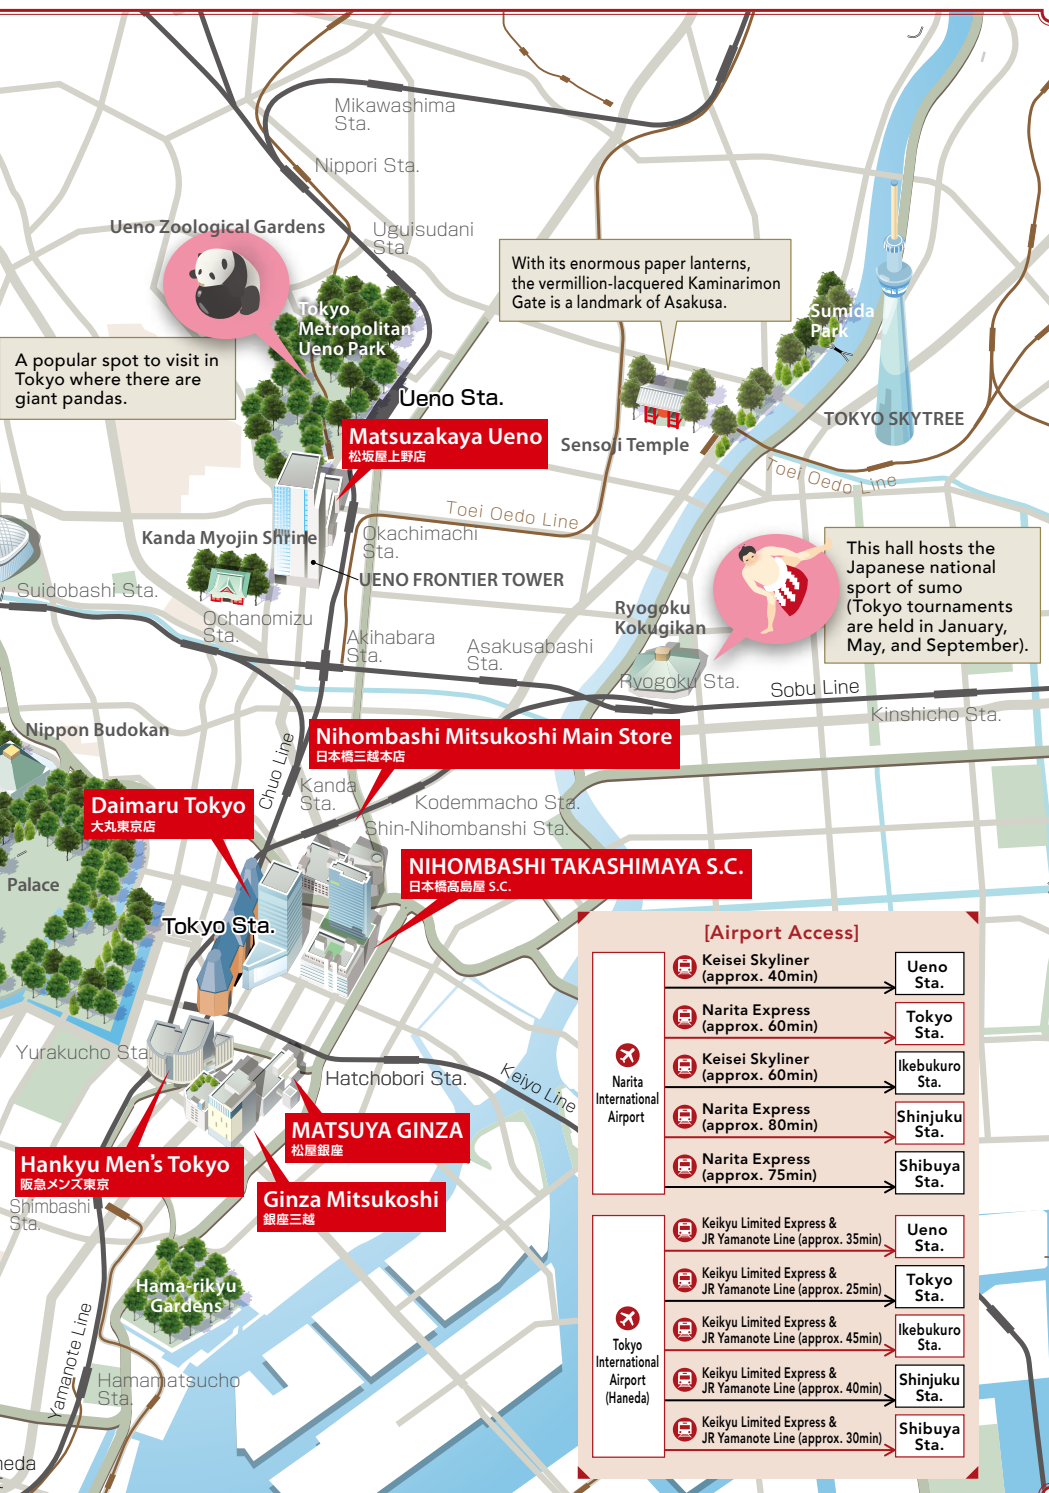 Mikawashima
Sta.
Nippori Sta.
Ueno Zoological Gardens
Uguisudani
Sta.
With its enormous paper lanterns,
the vermillion-lacquered Kaminarimon
Gate is a landmark of Asakusa.
Tokyo
Metropolitan
Ueno Park
Sumida
Park
A popular spot to visit in
Tokyo where there are
giant pandas.
Ueno Sta.
TOKYO SKYTREE
Matsuzakaya Ueno
松坂屋上野店
Sensoji Temple
Toei Oedo Line
Toei Oedo Line
Kanda Myojin Shrine
Okachimachi
Sta.
UENO FRONTIER TOWER
This hall hosts the
Japanese national
sport of sumo
(Tokyo tournaments
are held in January,
May, and September).
Suidobashi Sta.
Ochanomizu
Sta.
Ryogoku
Kokugikan
Akihabara
Sta.
Asakusabashi
Sta.
Ryogoku Sta.
Sobu Line
Kinshicho Sta.
Nippon Budokan
Nihombashi Mitsukoshi Main Store
日本橋三越本店
Chuo Line
Kanda
Sta.
Kodemmacho Sta.
Shin-Nihombanshi Sta.
Daimaru Tokyo
大丸東京店
NIHOMBASHI TAKASHIMAYA S.C.
日本橋髙島屋 S.C.
Palace
Tokyo Sta.
Yurakucho Sta.
Hatchobori Sta.
Keiyo Line
MATSUYA GINZA
松屋銀座
Hankyu Men's Tokyo
阪急メンズ東京
Ginza Mitsukoshi
銀座三越
Shimbashi
Sta.
Hama-rikyu
Gardens
Yamanote Line
Hamamatsucho
Sta.
neda
[Airport Access]
Narita
International
Airport
Keisei Skyliner
(approx. 40min)
Ueno
Sta.
Narita Express
(approx. 60min)
Tokyo
Sta.
Keisei Skyliner
(approx. 60min)
Ikebukuro
Sta.
Narita Express
(approx. 80min)
Shinjuku
Sta.
Narita Express
(approx. 75min)
Shibuya
Sta.
Tokyo
International
Airport
(Haneda)
Keikyu Limited Express &
JR Yamanote Line (approx. 35min)
Ueno
Sta.
Keikyu Limited Express &
JR Yamanote Line (approx. 25min)
Tokyo
Sta.
Keikyu Limited Express &
JR Yamanote Line (approx. 45min)
Ikebukuro
Sta.
Keikyu Limited Express &
JR Yamanote Line (approx. 40min)
Shinjuku
Sta.
Keikyu Limited Express &
JR Yamanote Line (approx. 30min)
Shibuya
Sta.